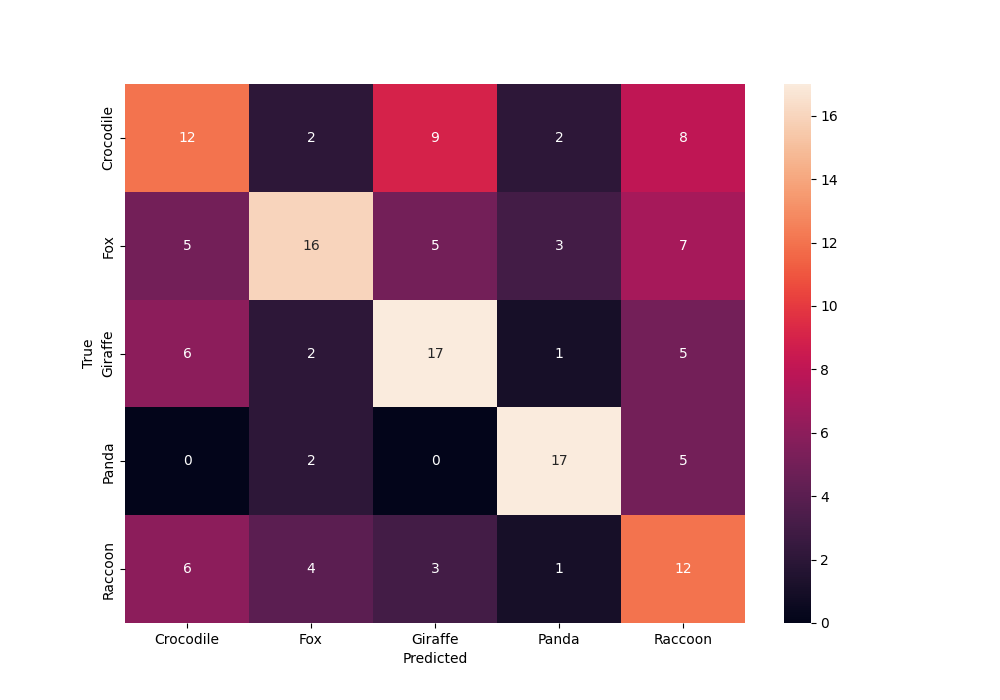 Crocodile
12 2 9 2 8
Fox
5 16 5 3 7
True
Giraffe
6 2 17 1 5
Panda
0 2 0 17 5
Raccoon
6 4 3 1 12
Crocodile Fox Giraffe Panda Raccoon
Predicted
16
14
12
10
8
6
4
2
0